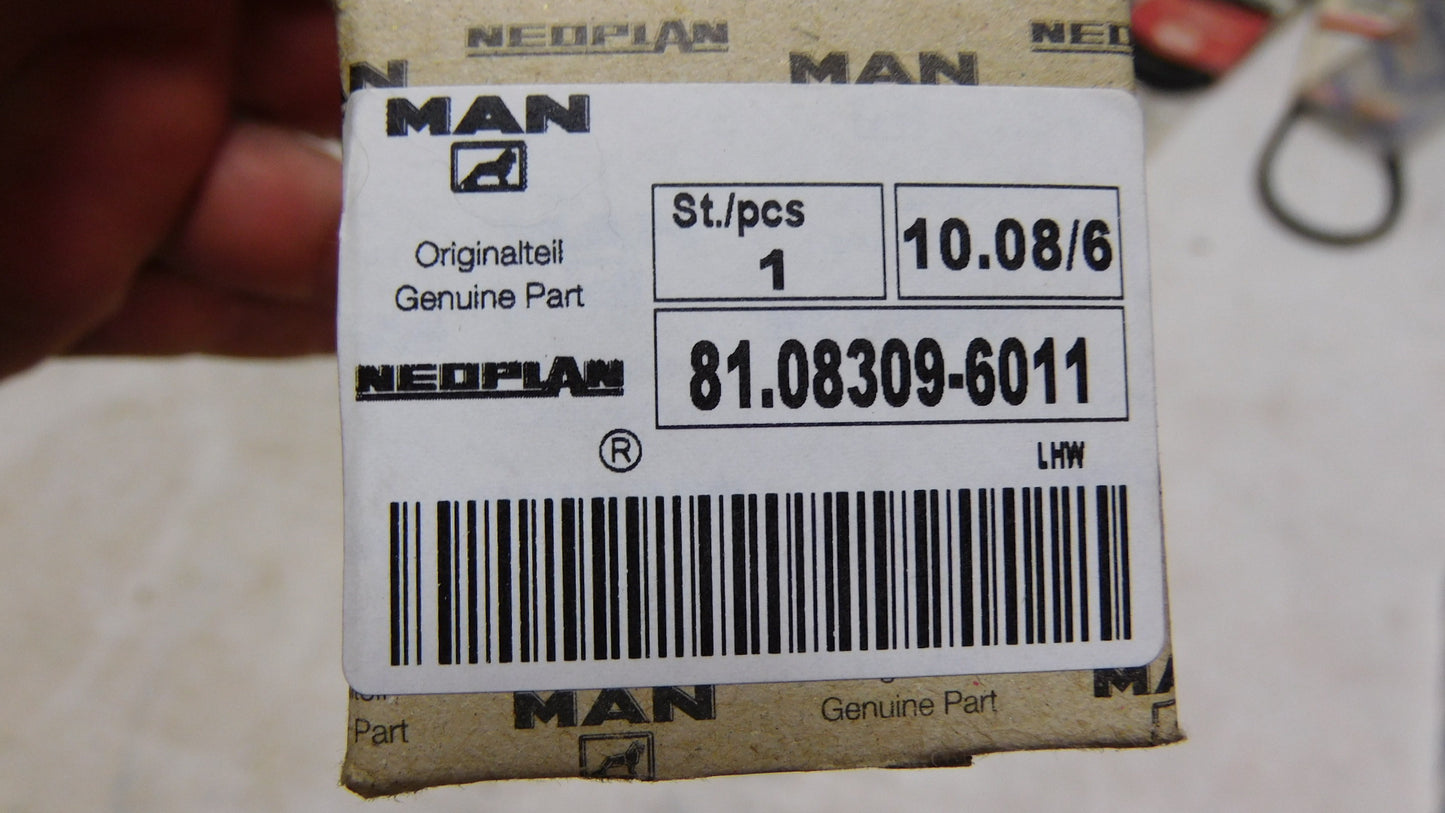 NEOPLAN
NEO
MAN
MAN
St./pcs
1
10.08/6
Originalteil
Genuine Part
NEOPLAN
81.08309-6011
®
LHW
MAN
Genuine Part
Part